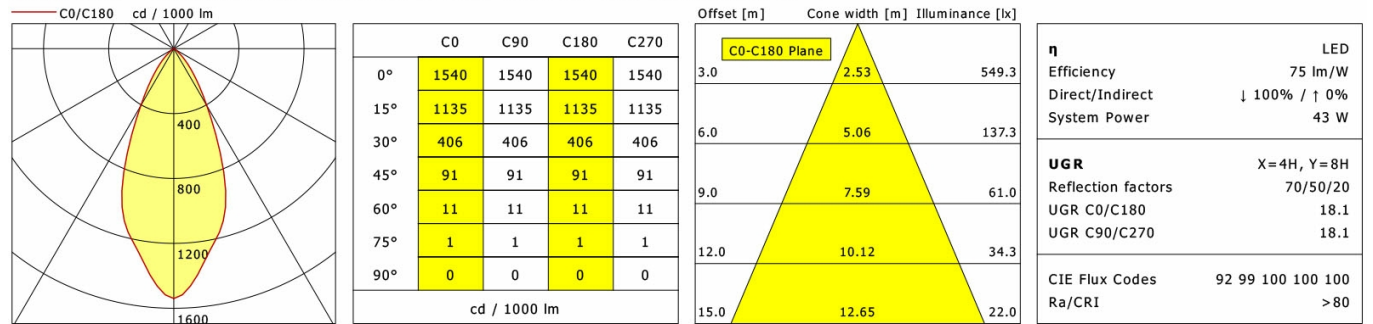 C0/C180 cd / 1000 lm
400
800
1200
1600
C0 C90 C180 C270
0° 1540 1540 1540 1540
15° 1135 1135 1135 1135
30° 406 406 406 406
45° 91 91 91 91
60° 11 11 11 11
75° 1 1 1 1
90° 0 0 0 0
cd / 1000 lm
Offset [m] Cone width [m] Illuminance [lx]
C0-C180 Plane
3.0 2.53 549.3
6.0 5.06 137.3
9.0 7.59 61.0
12.0 10.12 34.3
15.0 12.65 22.0
η LED
Efficiency 75 lm/W
Direct/Indirect ↓ 100% / ↑ 0%
System Power 43 W
UGR X=4H, Y=8H
Reflection factors 70/50/20
UGR C0/C180 18.1
UGR C90/C270 18.1
CIE Flux Codes 92 99 100 100 100
Ra/CRI >80